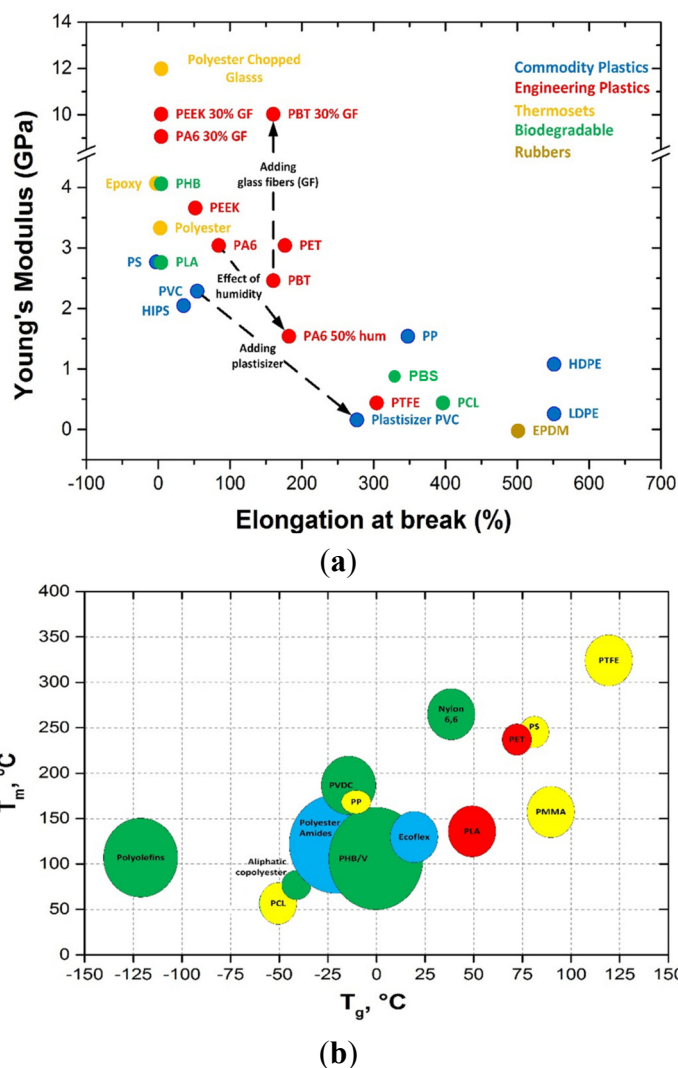 14
12
10
4
3
2
1
0
Young's Modulus (GPa)
Polyester Chopped
Glasss
Commodity Plastics
Engineering Plastics
Thermosets
Biodegradable
Rubbers
PEEK 30% GF
PBT 30% GF
PA6 30% GF
Adding
glass fibers (GF)
Epoxy
PHB
PEEK
Polyester
PA6
PET
PS
PLA
Effect of
humidity
PBT
PVC
HIPS
Adding
plastisizer
PA6 50% hum
PP
PBS
HDPE
PTFE
PCL
LDPE
Plastisizer PVC
EPDM
-100 0 100 200 300 400 500 600 700
Elongation at break (%)
(a)
400
350
300
250
200
150
100
50
0
Tm, °C
PTFE
Nylon
6,6
PS
PET
PVDC
PP
PMMA
Polyester
Amides
Ecoflex
PLA
Polyolefins
PHB/V
Aliphatic
copolyester
PCL
-150 -125 -100 -75 -50 -25 0 25 50 75 100 125 150
Tg, °C
(b)